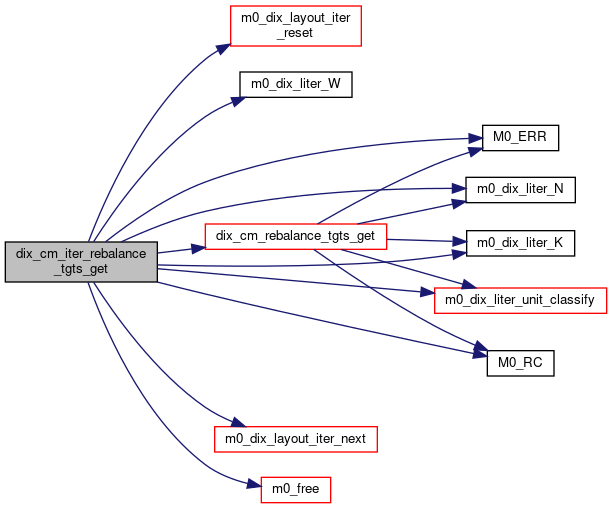 m0_dix_layout_iter
_reset
m0_dix_liter_W
M0_ERR
m0_dix_liter_N
dix_cm_rebalance_tgts_get
m0_dix_liter_K
dix_cm_iter_rebalance
_tgts_get
m0_dix_liter_unit_classify
M0_RC
m0_dix_layout_iter_next
m0_free